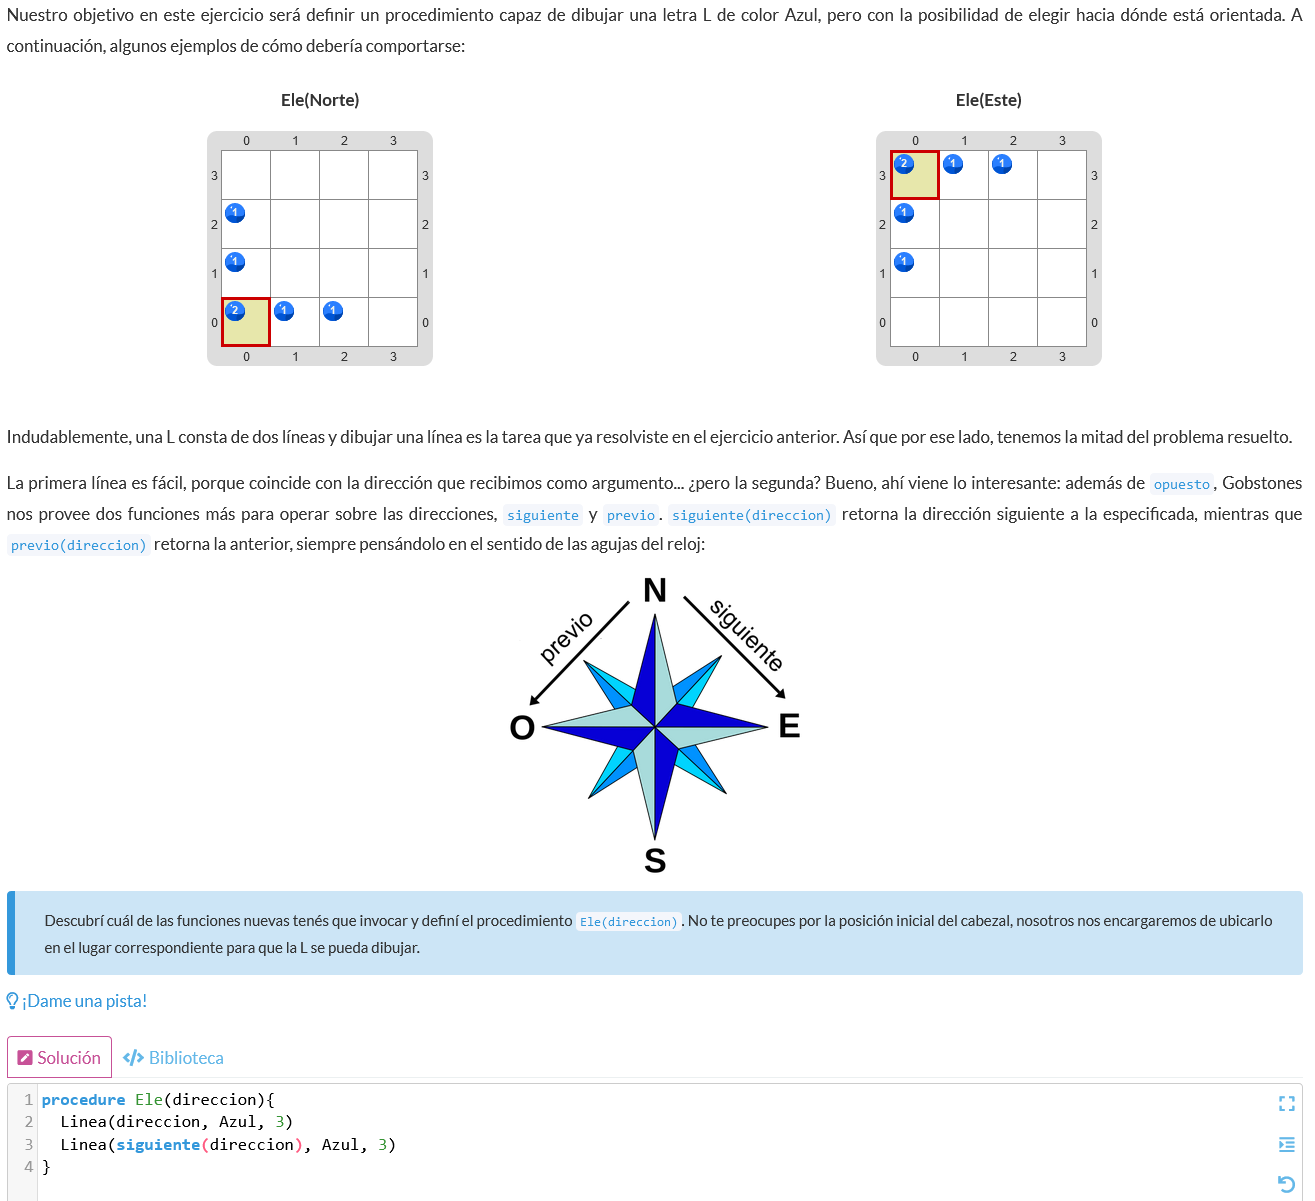 Nuestro objetivo en este ejercicio será definir un procedimiento capaz de dibujar una letra L de color Azul, pero con la posibilidad de elegir hacia dónde está orientada. A
continuación, algunos ejemplos de cómo debería comportarse:
Ele(Norte)
0 1 2 3
3 3
2 1 2
1 1 1
0 2 1 1 0
0 1 2 3
Ele(Este)
0 1 2 3
3 2 1 1 3
2 1 2
1 1 1
0 0
0 1 2 3
Indudablemente, una L consta de dos líneas y dibujar una línea es la tarea que ya resolviste en el ejercicio anterior. Así que por ese lado, tenemos la mitad del problema resuelto.
La primera línea es fácil, porque coincide con la dirección que recibimos como argumento... ¿pero la segunda? Bueno, ahí viene lo interesante: además de opuesto, Gobstones
nos provee dos funciones más para operar sobre las direcciones, siguiente y previo. siguiente(direccion) retorna la dirección siguiente a la especificada, mientras que
previo(direccion) retorna la anterior, siempre pensándolo en el sentido de las agujas del reloj:
N
previo
siguiente
O
E
S
Descubrí cuál de las funciones nuevas tenés que invocar y definí el procedimiento Ele(direccion). No te preocupes por la posición inicial del cabezal, nosotros nos encargaremos de ubicarlo
en el lugar correspondiente para que la L se pueda dibujar.
¡Dame una pista!
Solución </> Biblioteca
1 procedure Ele(direccion){
2 Linea(direccion, Azul, 3)
3 Linea(siguiente(direccion), Azul, 3)
4 }